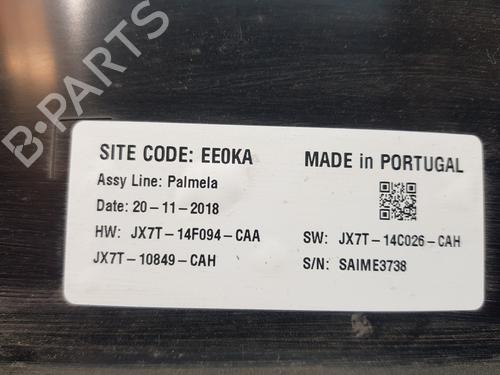 B-PARTS
SITE CODE: EE0KA
MADE in PORTUGAL
Assy Line: Palmela
Date: 20-11-2018
HW: JX7T-14F094-CAA
SW: JX7T-14C026-CAH
JX7T-10849-CAH
S/N: SAIME3738